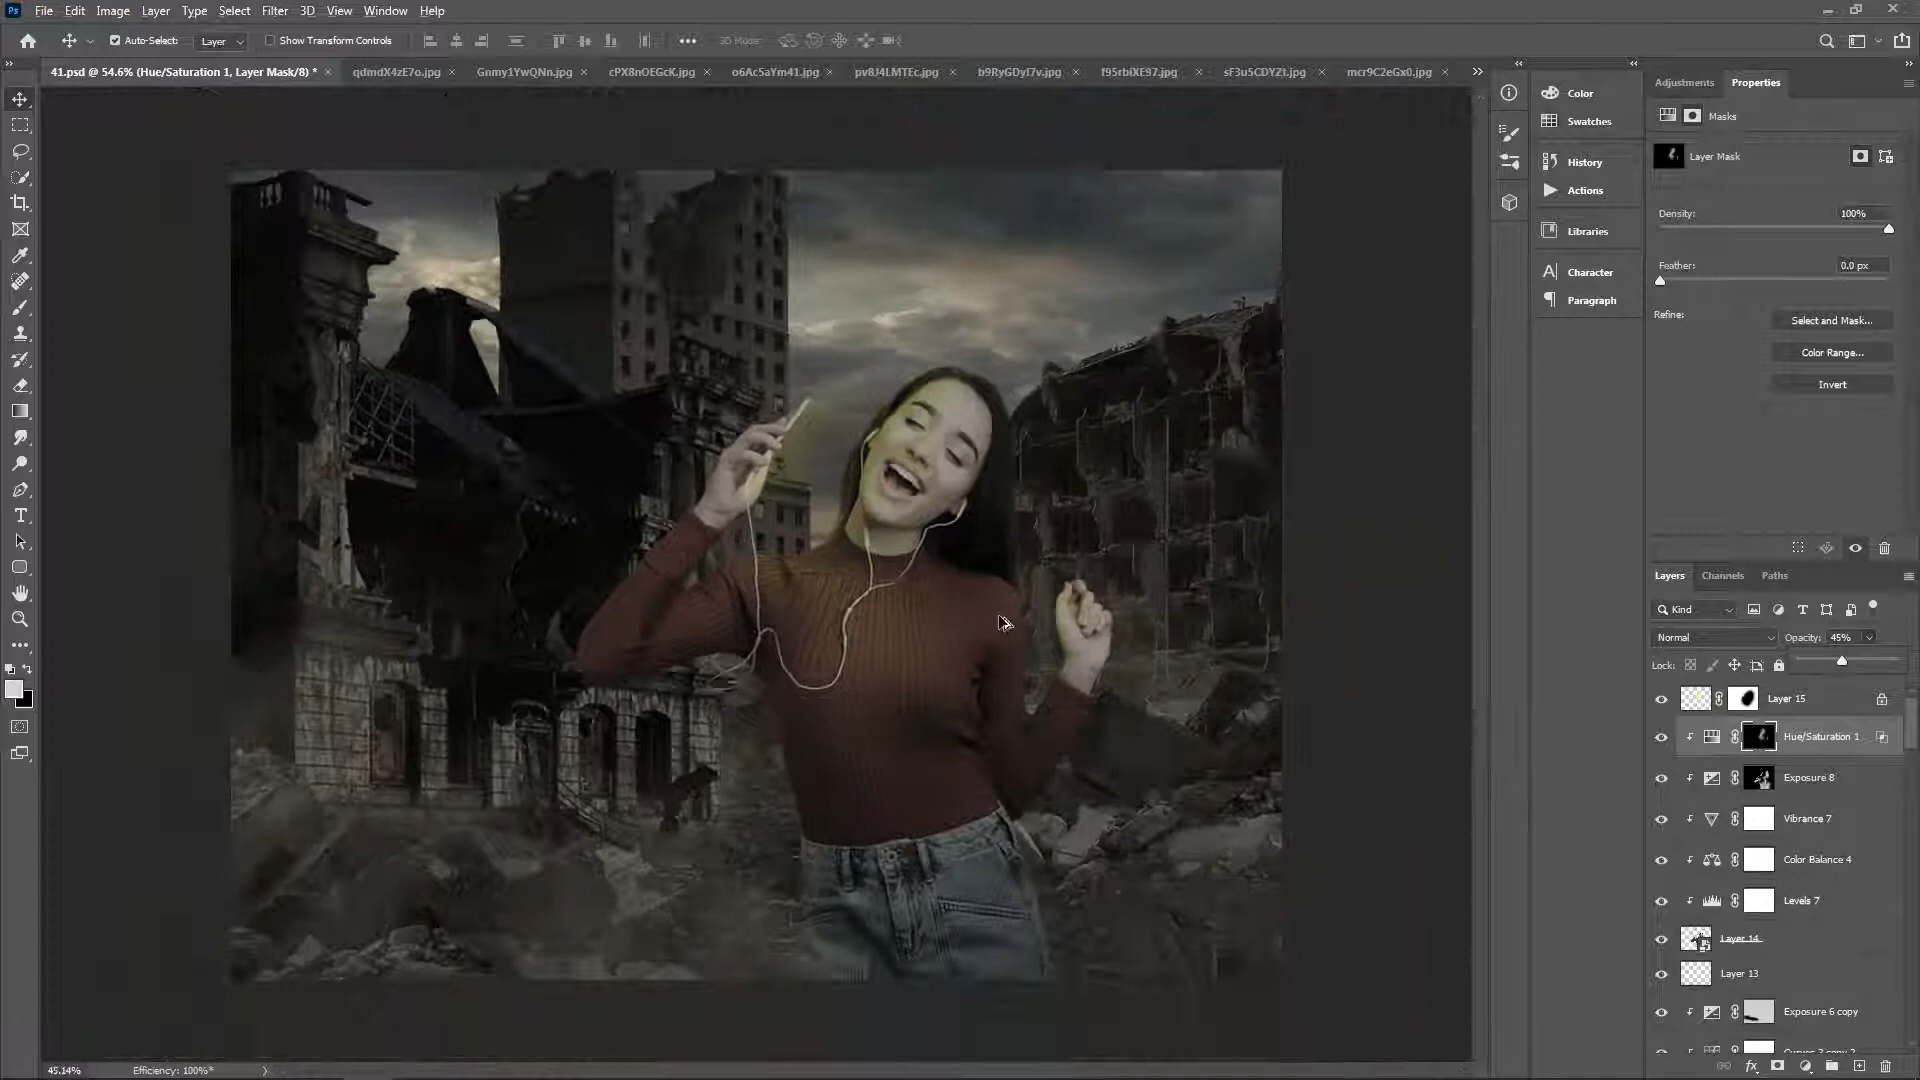 Ps File Edit Image Layer Type Select Filter 3D View Window Help
Auto-Select: Layer Show Transform Controls 3D Mode:
41.psd @ 54.6% (Hue/Saturation 1, Layer Mask/8) * qdmdX4zE7o.jpg Gnmy1YwQNn.jpg cPX8nOEGcK.jpg o6Ac5aYm41.jpg pv8J4LMTEc.jpg b9RyGDyI7v.jpg f95rbiXE97.jpg sF3u5CDYZt.jpg mcr9C2eGx0.jpg
Color
Swatches
History
Actions
Libraries
Character
Paragraph
Adjustments Properties
Masks
Layer Mask
Density: 100%
Feather: 0.0 px
Refine: Select and Mask...
Color Range...
Invert
Layers Channels Paths
Kind
Normal Opacity: 45%
Lock:
Layer 15
Hue/Saturation 1
Exposure 8
Vibrance 7
Color Balance 4
Levels 7
Layer 14
Layer 13
Exposure 6 copy
Curves 3 copy 2
45.14% Efficiency: 100%*